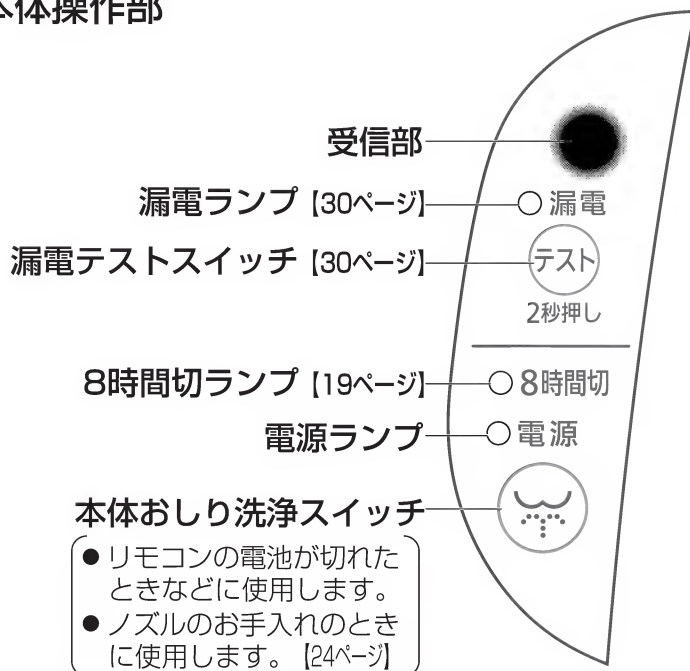 本体操作部
受信部
漏電ランプ【30ページ】
漏電
漏電テストスイッチ【30ページ】
テスト
2秒押し
8時間切ランプ【19ページ】
8時間切
電源ランプ
電源
本体おしり洗浄スイッチ
●リモコンの電池が切れた
ときなどに使用します。
●ノズルのお手入れのとき
に使用します。【24ページ】